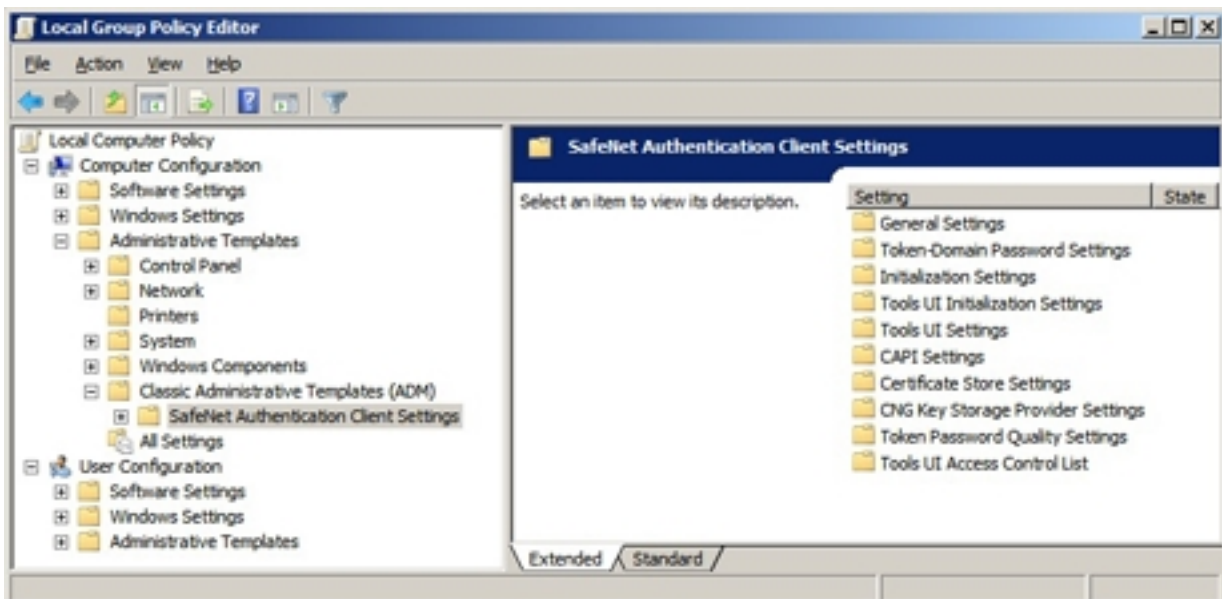 Local Group Policy Editor
File Action View Help
Local Computer Policy
Computer Configuration
Software Settings
Windows Settings
Administrative Templates
Control Panel
Network
Printers
System
Windows Components
Classic Administrative Templates (ADM)
SafeNet Authentication Client Settings
All Settings
User Configuration
Software Settings
Windows Settings
Administrative Templates
SafeNet Authentication Client Settings
Select an item to view its description.
Setting State
General Settings
Token-Domain Password Settings
Initialization Settings
Tools UI Initialization Settings
Tools UI Settings
CAPI Settings
Certificate Store Settings
CNG Key Storage Provider Settings
Token Password Quality Settings
Tools UI Access Control List
Extended Standard